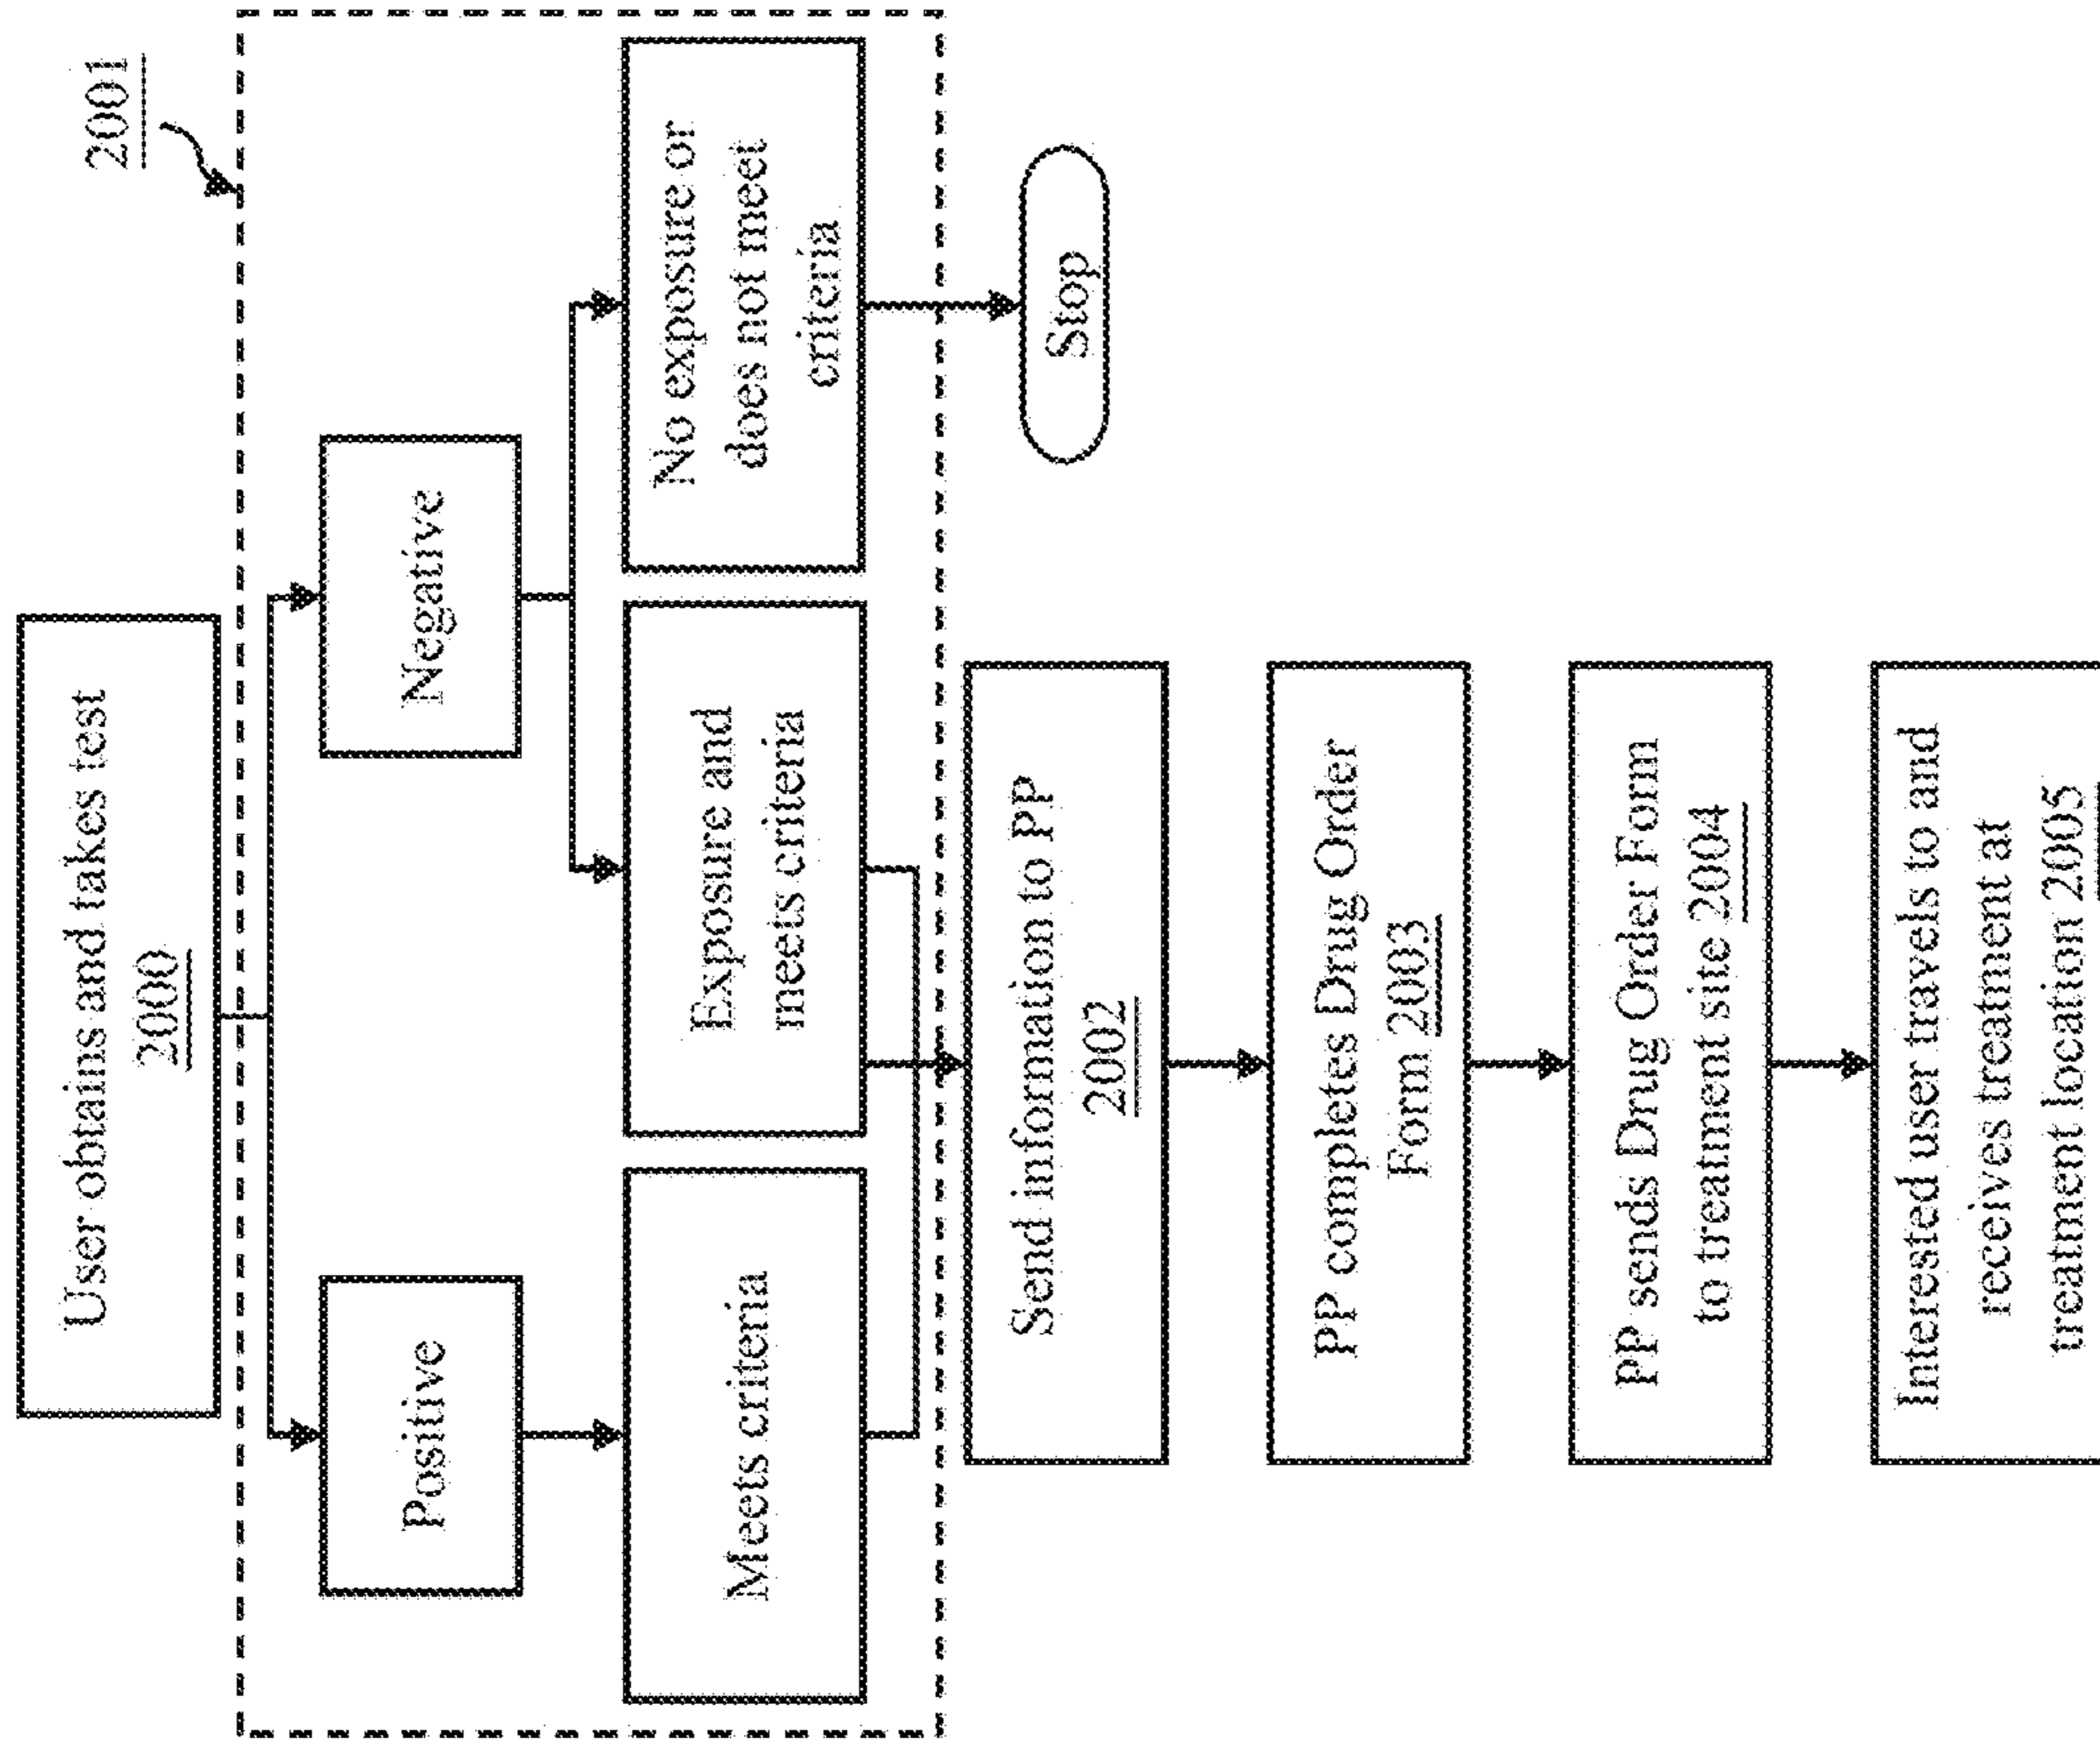 2001
User obtains and takes test
2000
Positive
Negative
Meets criteria
Exposure and
meets criteria
No exposure or
does not meet
criteria
Stop
Send information to PP
2002
PP completes Drug Order
Form 2003
PP sends Drug Order Form
to treatment site 2004
Interested user travels to and
receives treatment at
treatment location 2005